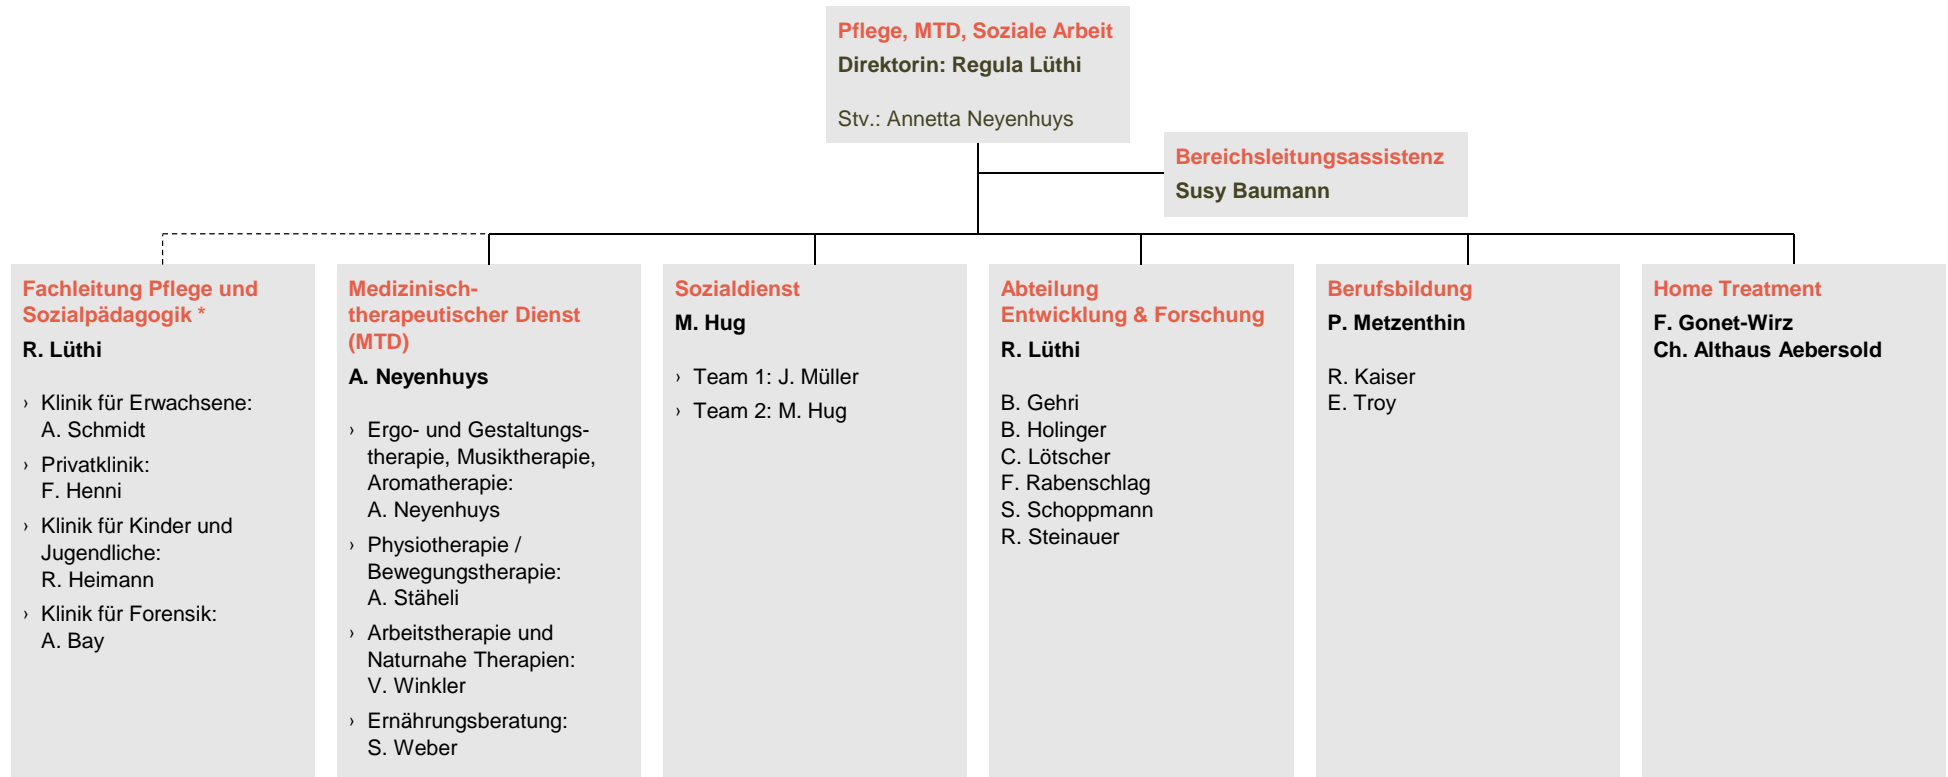 Pflege, MTD, Soziale Arbeit
Direktorin: Regula Lüthi
Stv.: Annetta Neyenhuys
Bereichsleitungsassistenz
Susy Baumann
Fachleitung Pflege und
Sozialpädagogik *
R. Lüthi
› Klinik für Erwachsene:
A. Schmidt
› Privatklinik:
F. Henni
› Klinik für Kinder und
Jugendliche:
R. Heimann
› Klinik für Forensik:
A. Bay
Medizinisch-
therapeutischer Dienst
(MTD)
A. Neyenhuys
› Ergo- und Gestaltungs-
therapie, Musiktherapie,
Aromatherapie:
A. Neyenhuys
› Physiotherapie /
Bewegungstherapie:
A. Stäheli
› Arbeitstherapie und
Naturnahe Therapien:
V. Winkler
› Ernährungsberatung:
S. Weber
Sozialdienst
M. Hug
› Team 1: J. Müller
› Team 2: M. Hug
Abteilung
Entwicklung & Forschung
R. Lüthi
B. Gehri
B. Holinger
C. Lötscher
F. Rabenschlag
S. Schoppmann
R. Steinauer
Berufsbildung
P. Metzenthin
R. Kaiser
E. Troy
Home Treatment
F. Gonet-Wirz
Ch. Althaus Aebersold